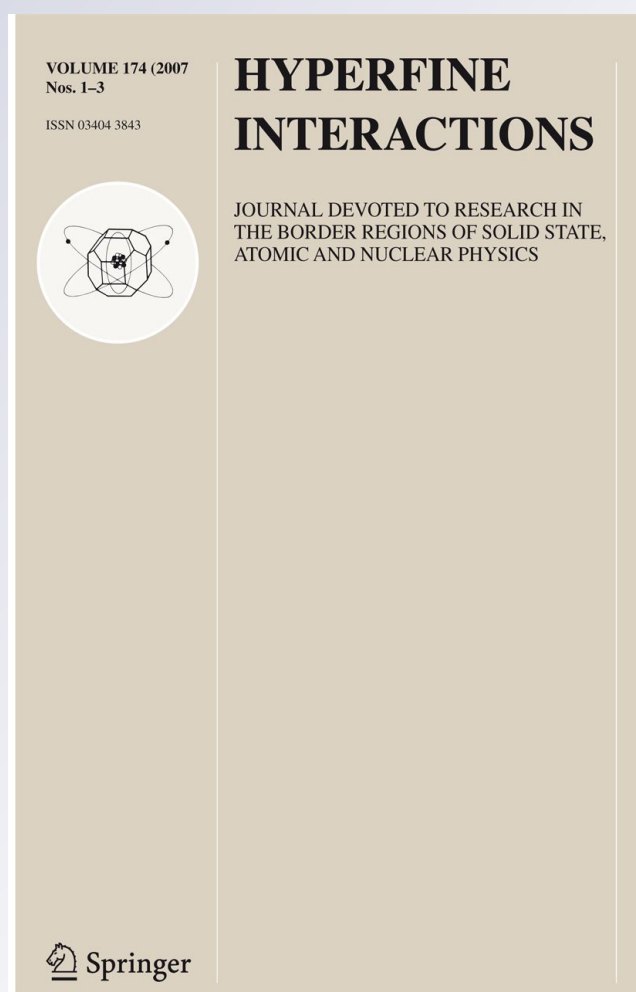 VOLUME 174 (2007
Nos. 1–3
ISSN 03404 3843
HYPERFINE
INTERACTIONS
JOURNAL DEVOTED TO RESEARCH IN
THE BORDER REGIONS OF SOLID STATE,
ATOMIC AND NUCLEAR PHYSICS
Springer